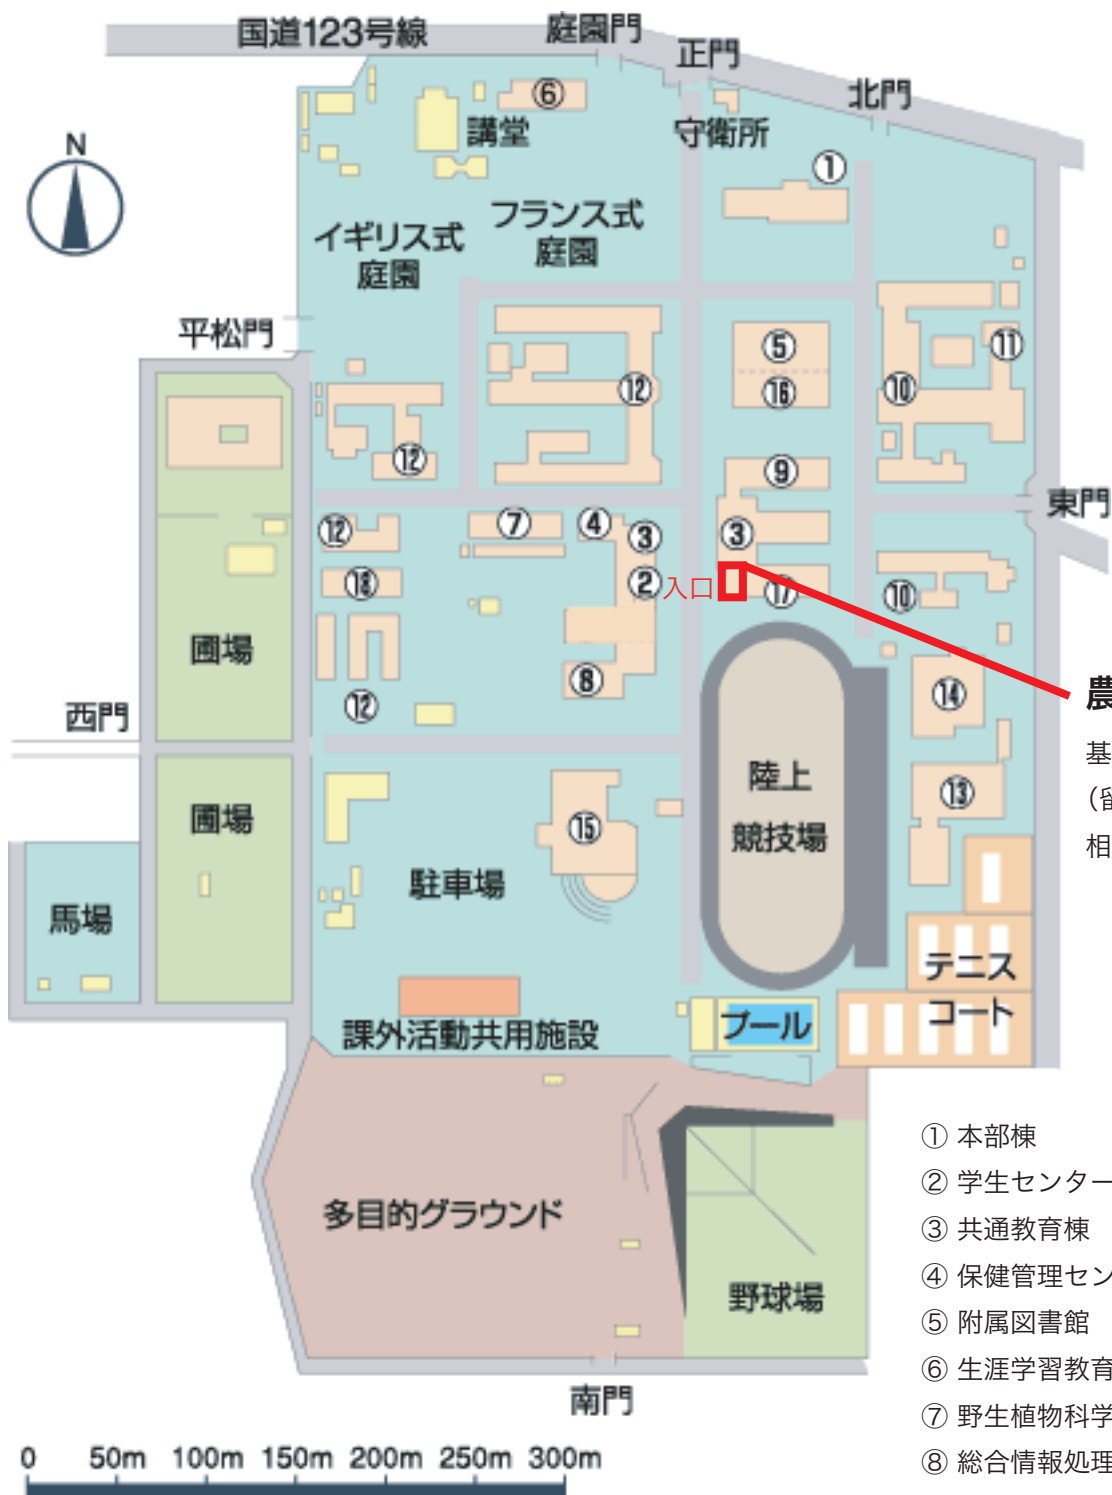 国道123号線
庭園門
正門
北門
N
⑥
講堂
守衛所
①
イギリス式
庭園
フランス式
庭園
平松門
⑤
⑯
⑫
⑩
⑪
⑫
⑨
東門
⑫
⑦
④
③
③
⑱
②
入口
⑰
⑩
圃場
⑧
⑭
農
西門
⑫
基
(留
相
陸上
競技場
⑬
圃場
⑮
駐車場
馬場
テニス
コート
プール
課外活動共用施設
多目的グラウンド
野球場
南門
① 本部棟
② 学生センター
③ 共通教育棟
④ 保健管理セン
⑤ 附属図書館
⑥ 生涯学習教育
⑦ 野生植物科学
⑧ 総合情報処理
0 50m 100m 150m 200m 250m 300m